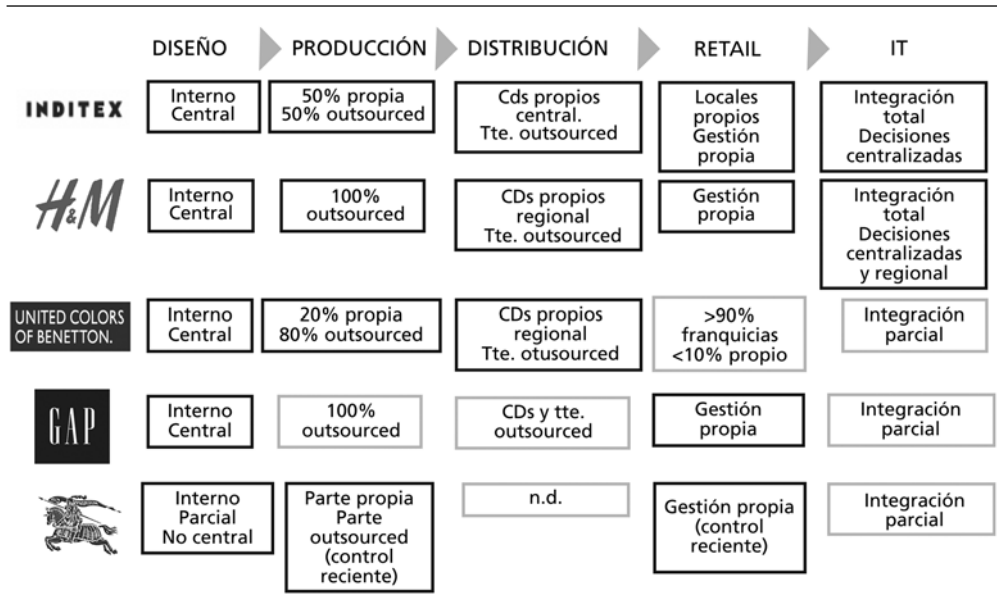 DISEÑO PRODUCCIÓN DISTRIBUCIÓN RETAIL IT
INDITEX
Interno
Central
50% propia
50% outsourced
Cds propios
central.
Tte. outsourced
Locales
propios
Gestión
propia
Integración
total
Decisiones
centralizadas
H&M
Interno
Central
100%
outsourced
CDs propios
regional
Tte. outsourced
Gestión
propia
Integración
total
Decisiones
centralizadas
y regional
UNITED COLORS
OF BENETTON.
Interno
Central
20% propia
80% outsourced
CDs propios
regional
Tte. otusourced
>90%
franquicias
<10% propio
Integración
parcial
GAP
Interno
Central
100%
outsourced
CDs y tte.
outsourced
Gestión
propia
Integración
parcial
Interno
Parcial
No central
Parte propia
Parte
outsourced
(control
reciente)
n.d.
Gestión propia
(control
reciente)
Integración
parcial